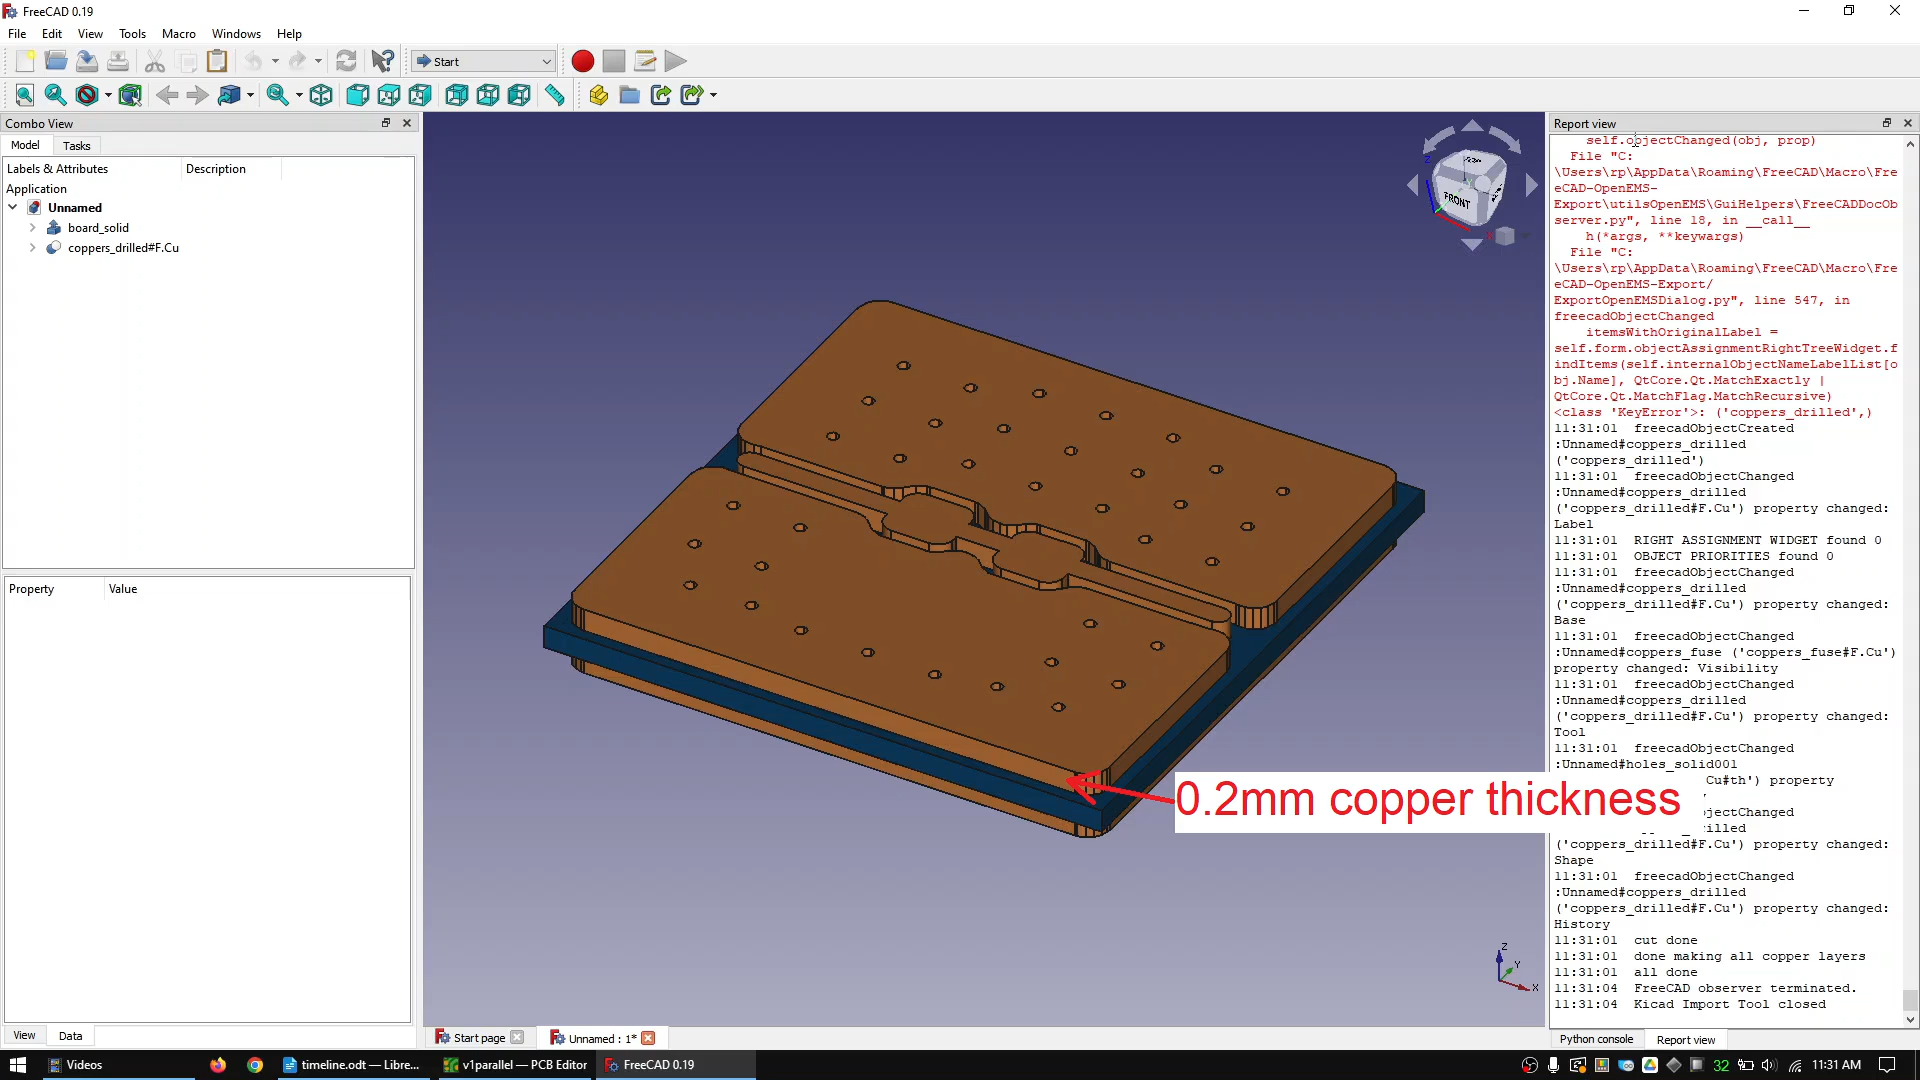 FreeCAD 0.19
File Edit View Tools Macro Windows Help
Start
Combo View
Model Tasks
Labels & Attributes Description
Application
Unnamed
board_solid
coppers_drilled#F.Cu
Property Value
View Data
FRONT
Z
0.2mm copper thickness
Z
Y
X
Start page
Unnamed : 1*
Report view
self.objectChanged(obj, prop)
File "C:
\Users\rp\AppData\Roaming\FreeCAD\Macro\Fre
eCAD-OpenEMS-
Export\utilsOpenEMS\GuiHelpers\FreeCADDocOb
server.py", line 18, in __call__
h(*args, **keywargs)
File "C:
\Users\rp\AppData\Roaming\FreeCAD\Macro\Fre
eCAD-OpenEMS-Export/
ExportOpenEMSDialog.py", line 547, in
freecadObjectChanged
itemsWithOriginalLabel =
self.form.objectAssignmentRightTreeWidget.f
indItems(self.internalObjectNameLabelList[o
bj.Name], QtCore.Qt.MatchExactly |
QtCore.Qt.MatchFlag.MatchRecursive)
<class 'KeyError'>: ('coppers_drilled',)
11:31:01 freecadObjectCreated
:Unnamed#coppers_drilled
('coppers_drilled')
11:31:01 freecadObjectChanged
:Unnamed#coppers_drilled
('coppers_drilled#F.Cu') property changed:
Label
11:31:01 RIGHT ASSIGNMENT WIDGET found 0
11:31:01 OBJECT PRIORITIES found 0
11:31:01 freecadObjectChanged
:Unnamed#coppers_drilled
('coppers_drilled#F.Cu') property changed:
Base
11:31:01 freecadObjectChanged
:Unnamed#coppers_fuse ('coppers_fuse#F.Cu')
property changed: Visibility
11:31:01 freecadObjectChanged
:Unnamed#coppers_drilled
('coppers_drilled#F.Cu') property changed:
Tool
11:31:01 freecadObjectChanged
:Unnamed#holes_solid001
Cu#th') property
bjectChanged
illed
('coppers_drilled#F.Cu') property changed:
Shape
11:31:01 freecadObjectChanged
:Unnamed#coppers_drilled
('coppers_drilled#F.Cu') property changed:
History
11:31:01 cut done
11:31:01 done making all copper layers
11:31:01 all done
11:31:04 FreeCAD observer terminated.
11:31:04 Kicad Import Tool closed
Python console Report view
Videos
timeline.odt — Libre...
v1parallel — PCB Editor
FreeCAD 0.19
32
11:31 AM